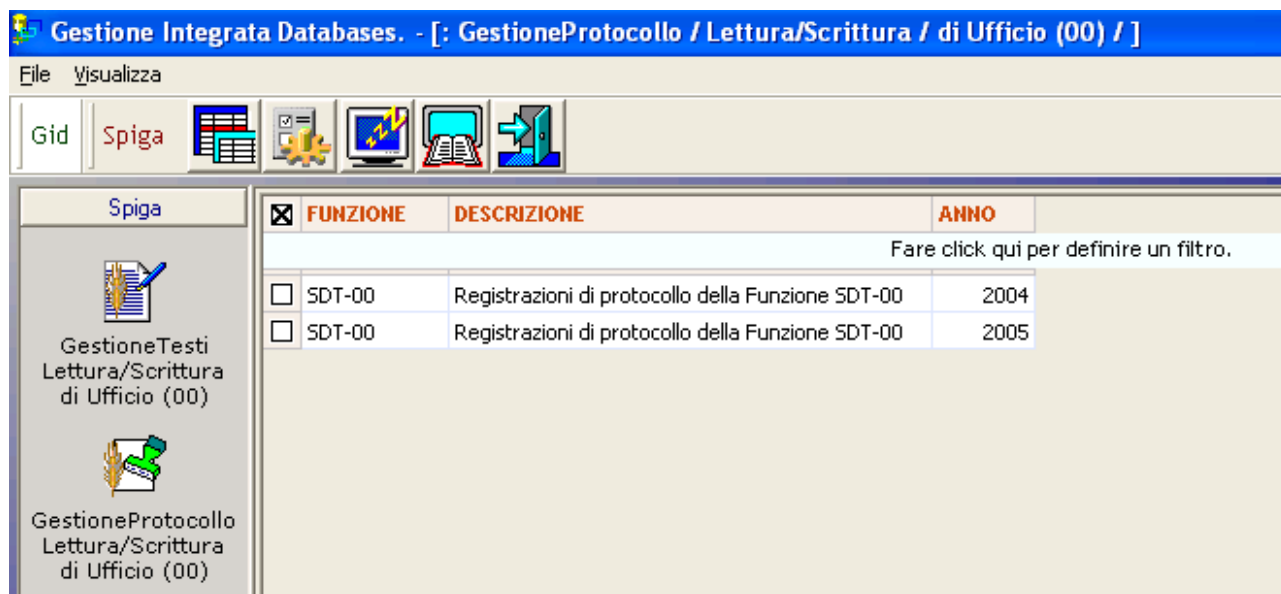 Gestione Integrata Databases. - [: GestioneProtocollo / Lettura/Scrittura / di Ufficio (00) / ]
File Visualizza
Gid Spiga
Spiga
GestioneTesti
Lettura/Scrittura
di Ufficio (00)
GestioneProtocollo
Lettura/Scrittura
di Ufficio (00)
FUNZIONE DESCRIZIONE ANNO
Fare click qui per definire un filtro.
SDT-00 Registrazioni di protocollo della Funzione SDT-00 2004
SDT-00 Registrazioni di protocollo della Funzione SDT-00 2005